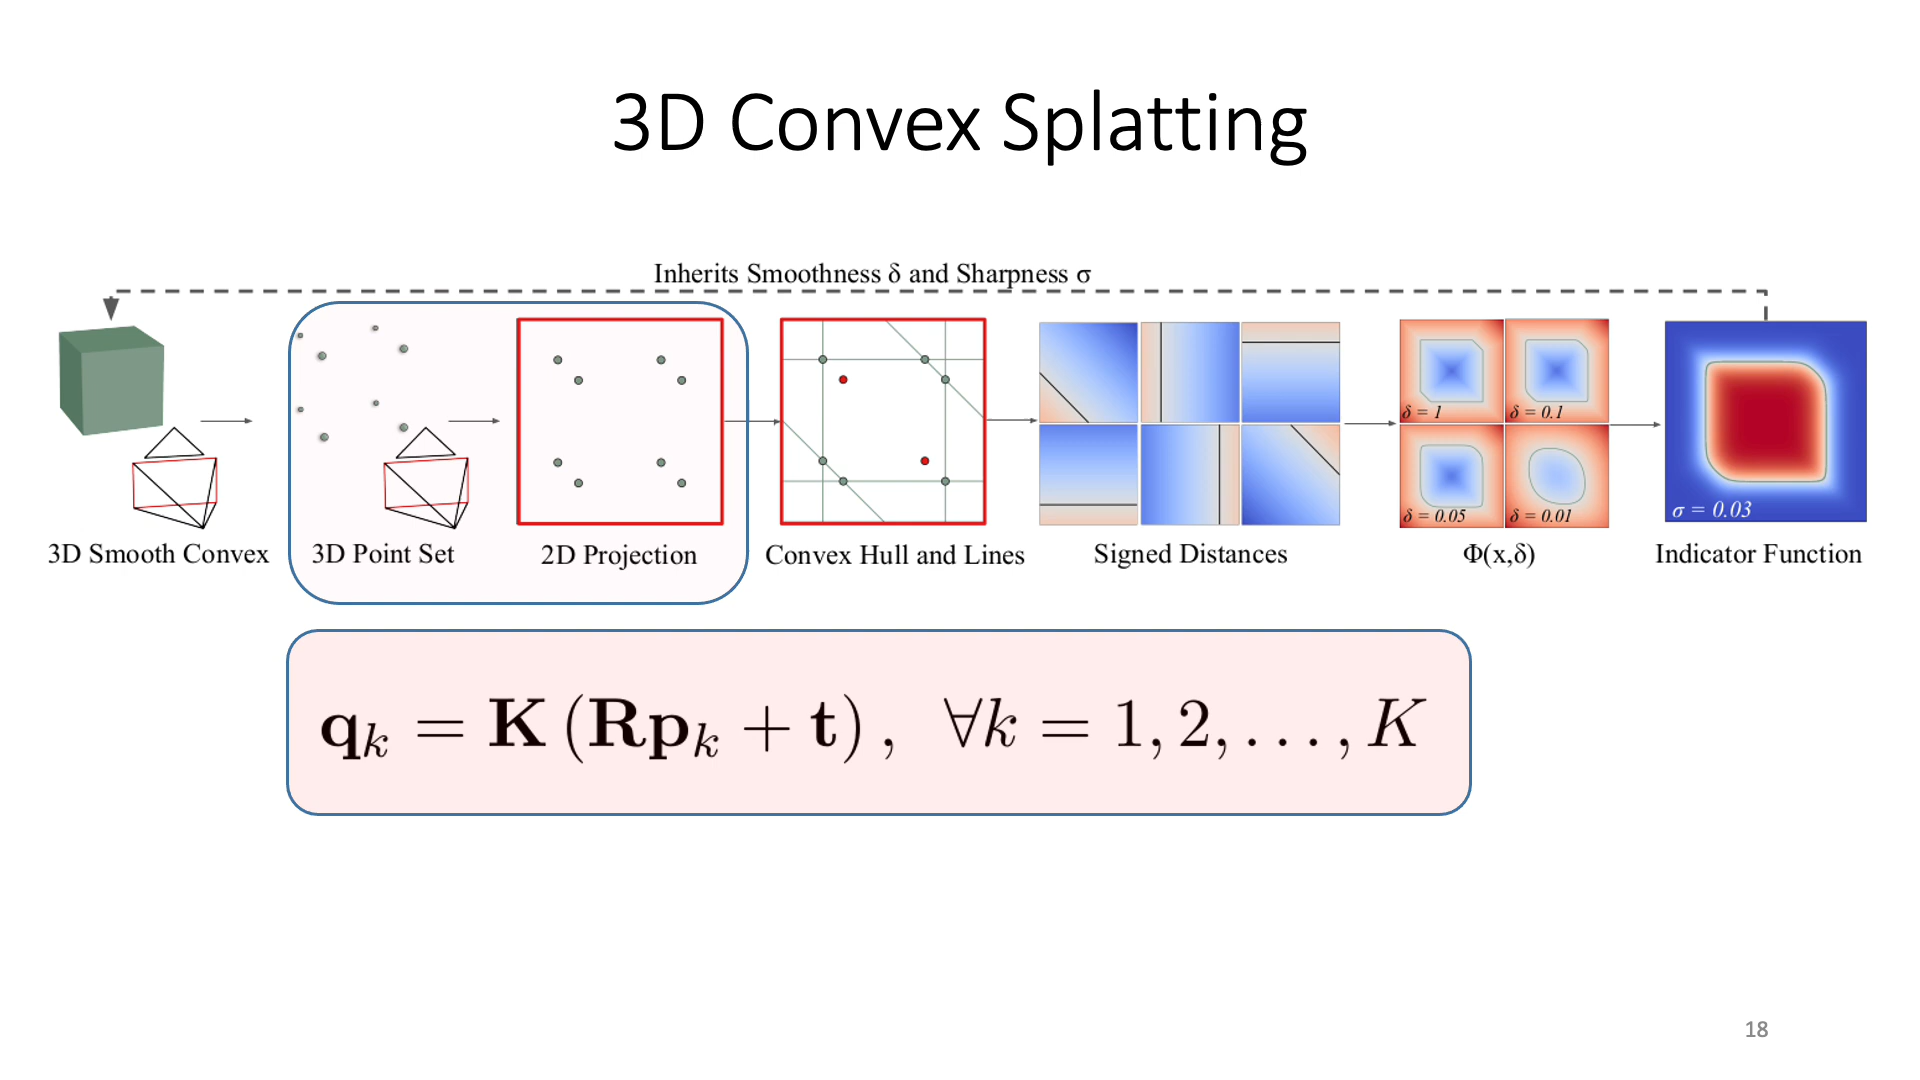 3D Convex Splatting
Inherits Smoothness δ and Sharpness σ
δ = 1
δ = 0.1
δ = 0.05
δ = 0.01
σ = 0.03
3D Smooth Convex
3D Point Set
2D Projection
Convex Hull and Lines
Signed Distances
Φ(x,δ)
Indicator Function
q_k = K (Rp_k + t) , ∀k = 1, 2, . . . , K
18